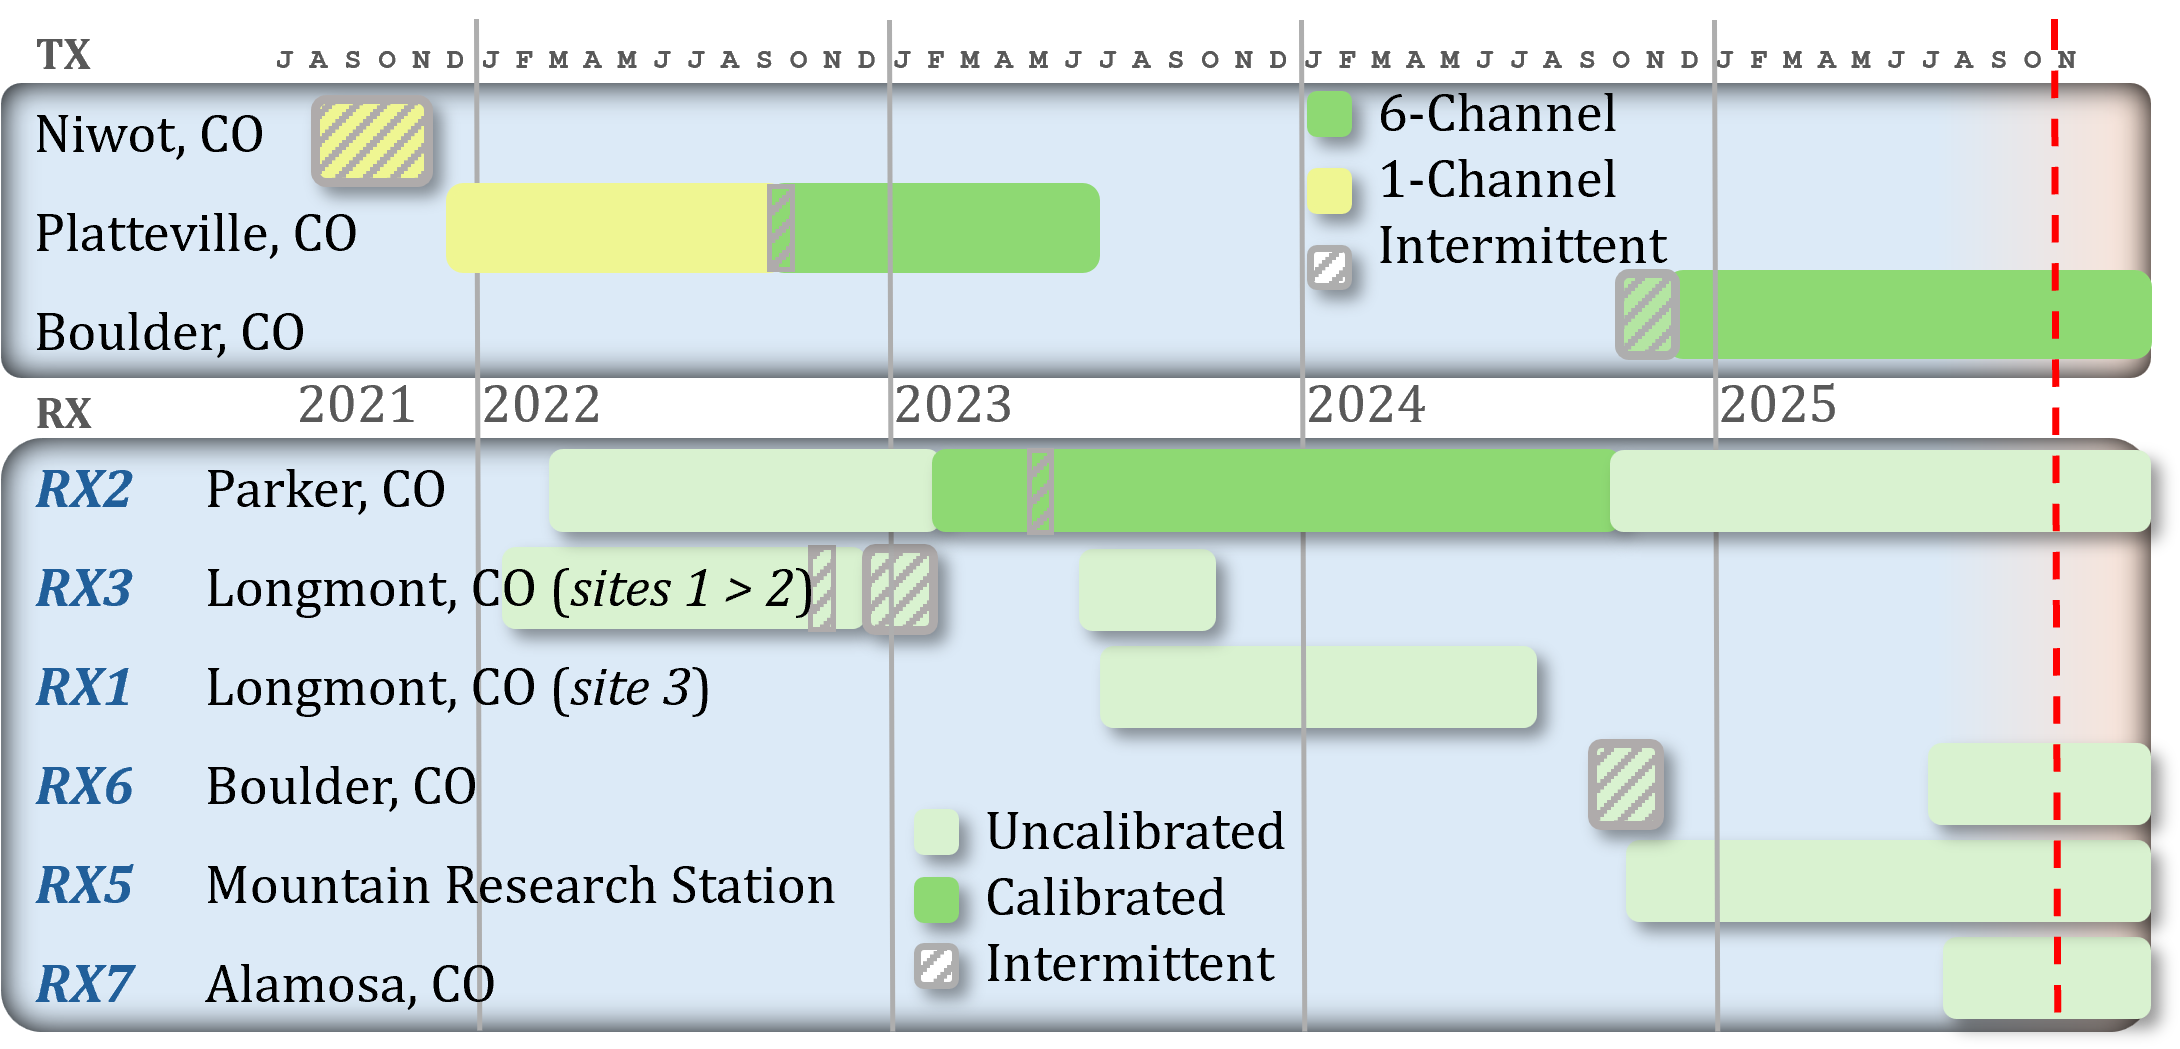 TX J A S O N D J F M A M J J A S O N D J F M A M J J A S O N D J F M A M J J A S O N D J F M A M J J A S O N
Niwot, CO
6-Channel
1-Channel
Platteville, CO
Intermittent
Boulder, CO
2021 2022 2023 2024 2025
RX
RX2 Parker, CO
RX3 Longmont, CO (sites 1 > 2)
RX1 Longmont, CO (site 3)
RX6 Boulder, CO
Uncalibrated
RX5 Mountain Research Station
Calibrated
Intermittent
RX7 Alamosa, CO